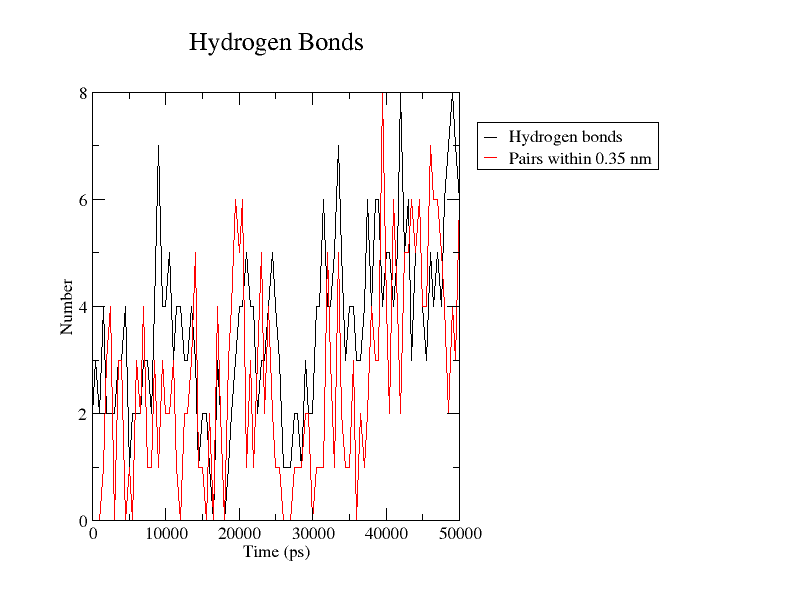 Hydrogen Bonds
Hydrogen bonds
Pairs within 0.35 nm
8
6
4
2
0
Number
0 10000 20000 30000 40000 50000
Time (ps)